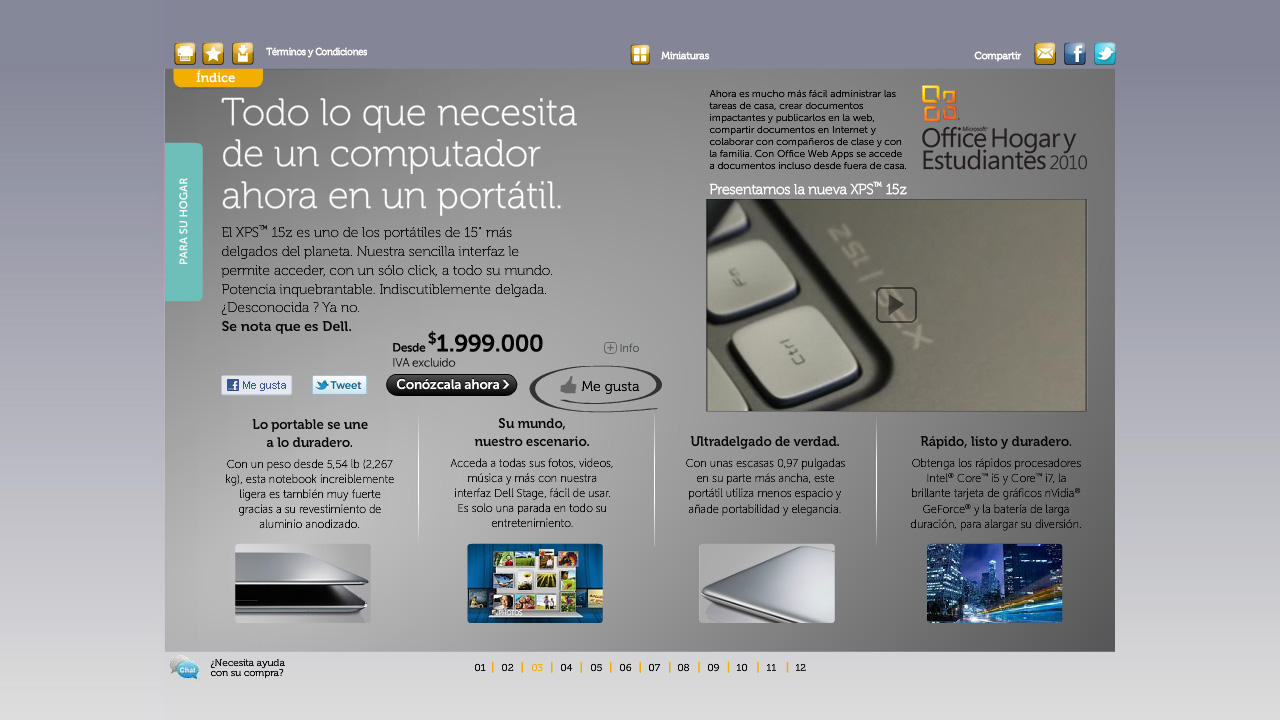 Términos y Condiciones
Miniaturas
Compartir
Índice
Todo lo que necesita
de un computador
ahora en un portátil.
PARA SU HOGAR
El XPS™ 15z es uno de los portátiles de 15" más
delgados del planeta. Nuestra sencilla interfaz le
permite acceder, con un sólo click, a todo su mundo.
Potencia inquebrantable. Indiscutiblemente delgada.
¿Desconocida ? Ya no.
Se nota que es Dell.
Desde $1.999.000
IVA excluido
Info
Me gusta
Tweet
Conózcala ahora
Me gusta
Ahora es mucho más fácil administrar las
tareas de casa, crear documentos
impactantes y publicarlos en la web,
compartir documentos en Internet y
colaborar con compañeros de clase y con
la familia. Con Office Web Apps se accede
a documentos incluso desde fuera de casa.
Microsoft®
Office Hogar y
Estudiantes 2010
Presentamos la nueva XPS™ 15z
Fn
Ctrl
XPS | 15z
Lo portable se une
a lo duradero.
Con un peso desde 5,54 lb (2,267
kg), esta notebook increiblemente
ligera es también muy fuerte
gracias a su revestimiento de
aluminio anodizado.
Su mundo,
nuestro escenario.
Acceda a todas sus fotos, videos,
música y más con nuestra
interfaz Dell Stage, fácil de usar.
Es solo una parada en todo su
entretenimiento.
PHOTOS
Ultradelgado de verdad.
Con unas escasas 0,97 pulgadas
en su parte más ancha, este
portátil utiliza menos espacio y
añade portabilidad y elegancia.
Rápido, listo y duradero.
Obtenga los rápidos procesadores
Intel® Core™ i5 y Core™ i7, la
brillante tarjeta de gráficos nVidia®
GeForce® y la batería de larga
duración, para alargar su diversión.
Chat
¿Necesita ayuda
con su compra?
01 | 02 | 03 | 04 | 05 | 06 | 07 | 08 | 09 | 10 | 11 | 12